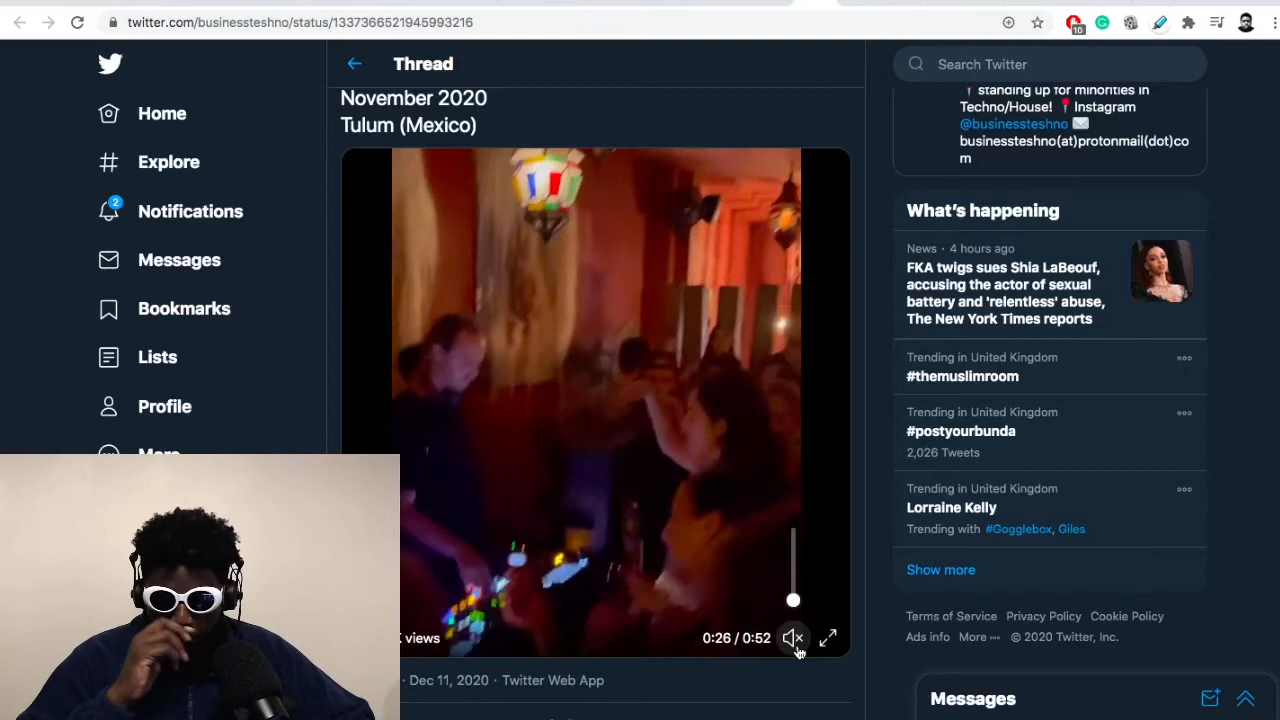 twitter.com/businessteshno/status/1337366521945993216
10
Home
Explore
2
Notifications
Messages
Bookmarks
Lists
Profile
Thread
November 2020
Tulum (Mexico)
K views
0:26 / 0:52
Dec 11, 2020 · Twitter Web App
Search Twitter
standing up for minorities in
Techno/House! Instagram
@businessteshno
businessteshno(at)protonmail(dot)co
m
What's happening
News · 4 hours ago
FKA twigs sues Shia LaBeouf,
accusing the actor of sexual
battery and 'relentless' abuse,
The New York Times reports
Trending in United Kingdom
#themuslimroom
Trending in United Kingdom
#postyourbunda
2,026 Tweets
Trending in United Kingdom
Lorraine Kelly
Trending with #Gogglebox, Giles
Show more
Terms of Service Privacy Policy Cookie Policy
Ads info More © 2020 Twitter, Inc.
Messages